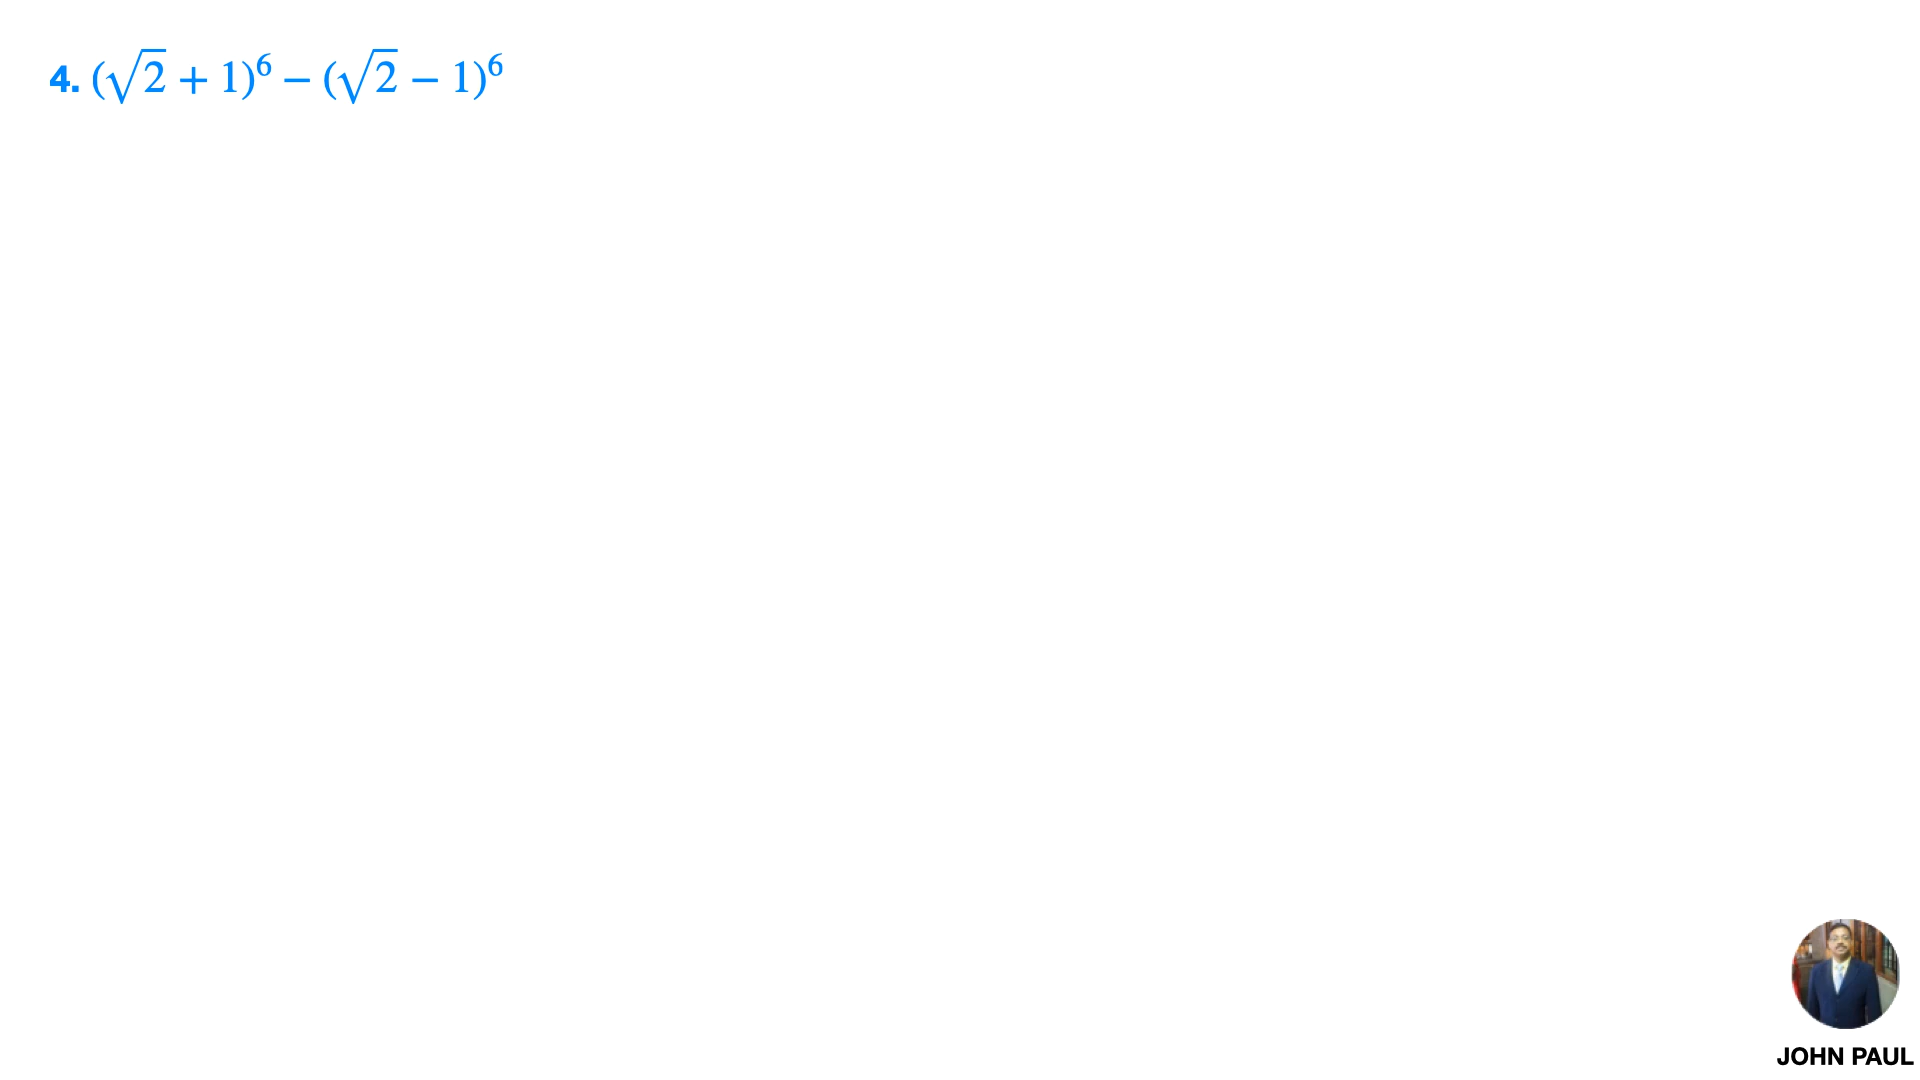 4. (√2 + 1)⁶ − (√2 − 1)⁶
JOHN PAUL